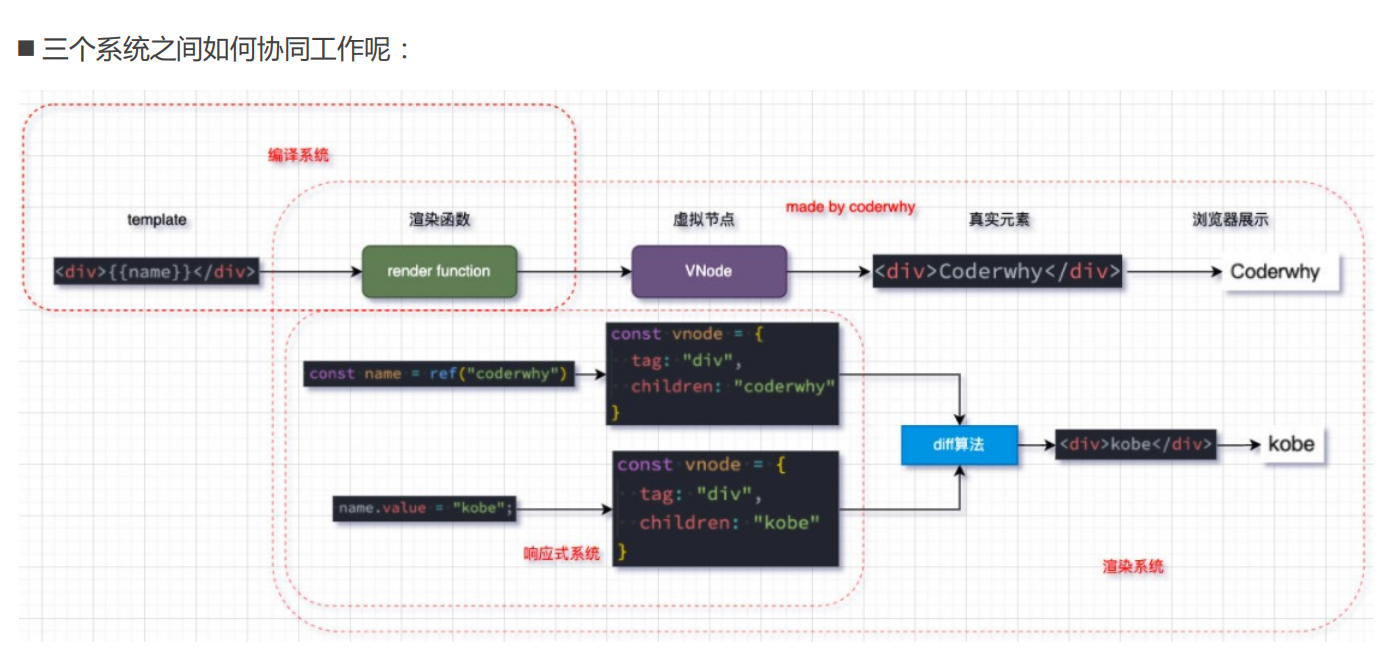 ■ 三个系统之间如何协同工作呢：
编译系统
template
渲染函数
虚拟节点
made by coderwhy
真实元素
浏览器展示
<div>{{name}}</div>
render function
VNode
<div>Coderwhy</div>
Coderwhy
const name = ref("coderwhy")
const vnode = {
tag: "div",
children: "coderwhy"
}
diff算法
<div>kobe</div>
kobe
name.value = "kobe";
const vnode = {
tag: "div",
children: "kobe"
}
响应式系统
渲染系统